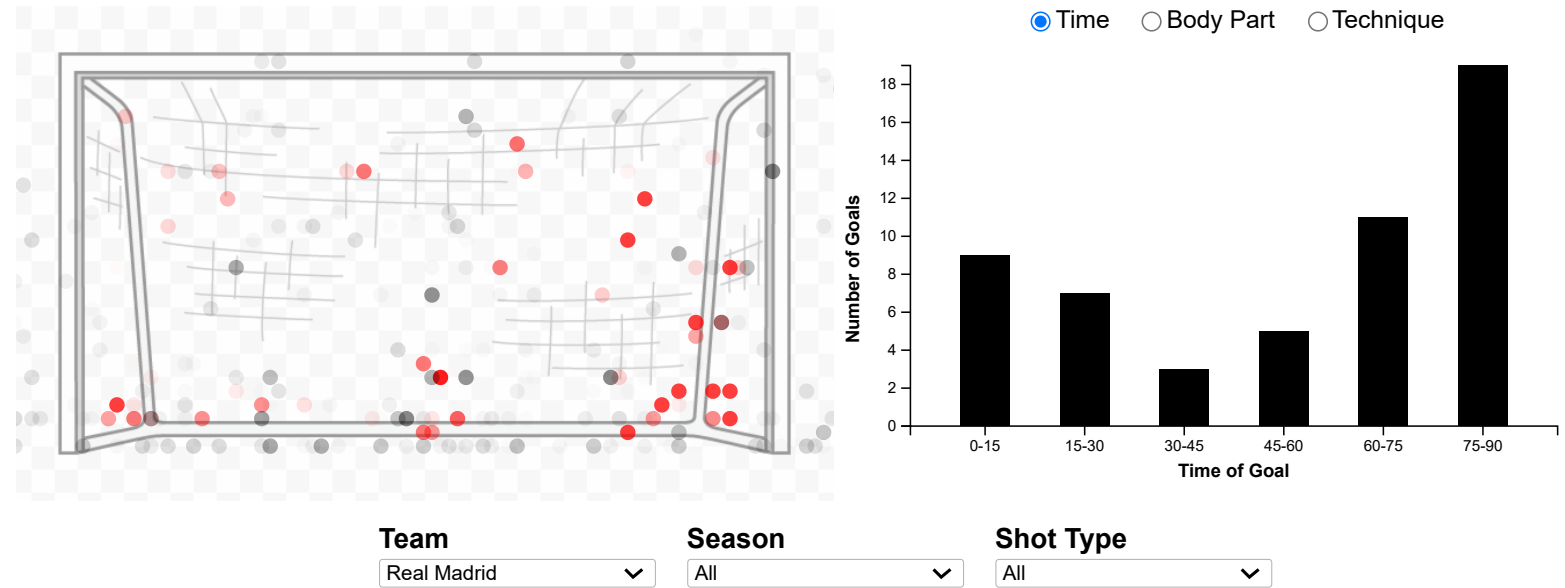 Time Body Part Technique
18
16
14
12
10
8
6
4
2
0
Number of Goals
0-15 15-30 30-45 45-60 60-75 75-90
Time of Goal
Team Season Shot Type
Real Madrid All All